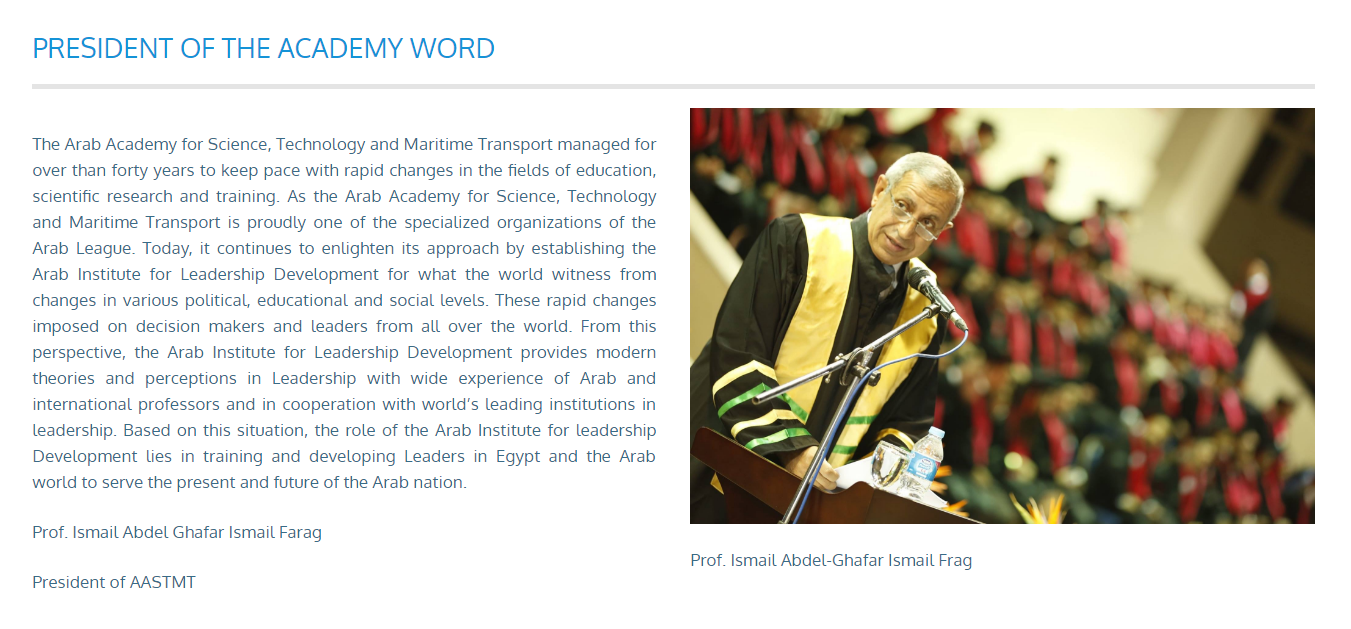 PRESIDENT OF THE ACADEMY WORD
The Arab Academy for Science, Technology and Maritime Transport managed for
over than forty years to keep pace with rapid changes in the fields of education,
scientific research and training. As the Arab Academy for Science, Technology
and Maritime Transport is proudly one of the specialized organizations of the
Arab League. Today, it continues to enlighten its approach by establishing the
Arab Institute for Leadership Development for what the world witness from
changes in various political, educational and social levels. These rapid changes
imposed on decision makers and leaders from all over the world. From this
perspective, the Arab Institute for Leadership Development provides modern
theories and perceptions in Leadership with wide experience of Arab and
international professors and in cooperation with world’s leading institutions in
leadership. Based on this situation, the role of the Arab Institute for leadership
Development lies in training and developing Leaders in Egypt and the Arab
world to serve the present and future of the Arab nation.
Prof. Ismail Abdel Ghafar Ismail Farag
President of AASTMT
Prof. Ismail Abdel-Ghafar Ismail Frag